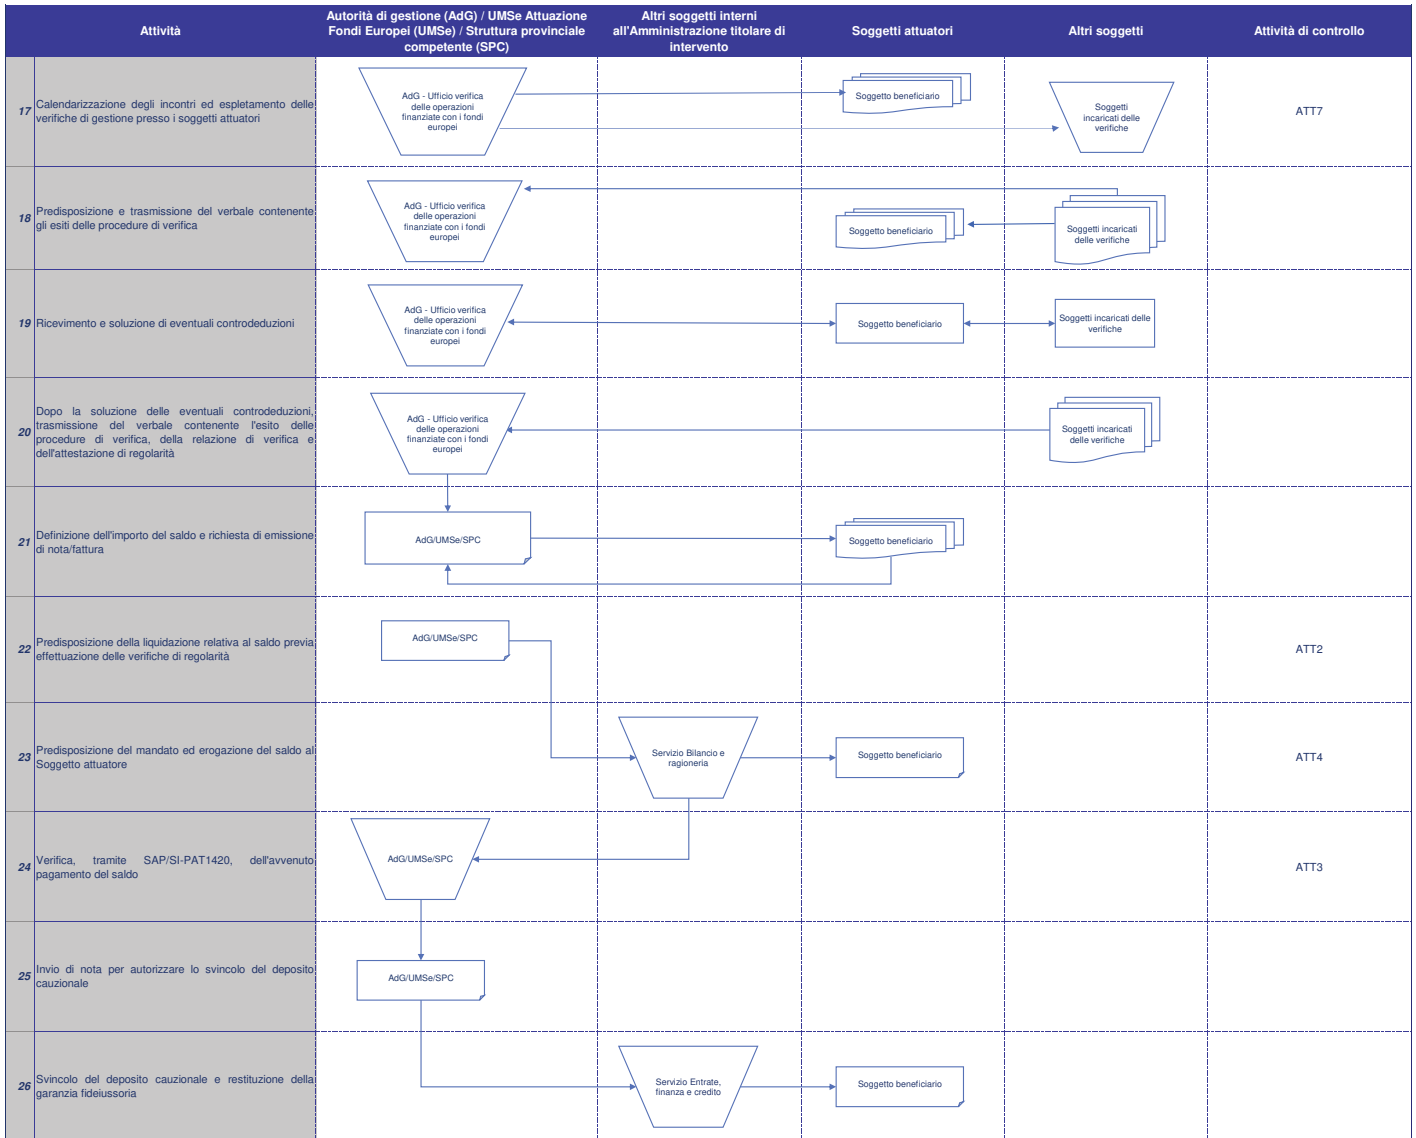 Attività
Autorità di gestione (AdG) / UMSe Attuazione
Fondi Europei (UMSe) / Struttura provinciale
competente (SPC)
Altri soggetti interni
all'Amministrazione titolare di
intervento
Soggetti attuatori
Altri soggetti
Attività di controllo
17
Calendarizzazione degli incontri ed espletamento delle
verifiche di gestione presso i soggetti attuatori
AdG - Ufficio verifica
delle operazioni
finanziate con i fondi
europei
Soggetto beneficiario
Soggetti
incaricati delle
verifiche
ATT7
18
Predisposizione e trasmissione del verbale contenente
gli esiti delle procedure di verifica
AdG - Ufficio verifica
delle operazioni
finanziate con i fondi
europei
Soggetto beneficiario
Soggetti incaricati
delle verifiche
19
Ricevimento e soluzione di eventuali controdeduzioni
AdG - Ufficio verifica
delle operazioni
finanziate con i fondi
europei
Soggetto beneficiario
Soggetti incaricati delle
verifiche
20
Dopo la soluzione delle eventuali controdeduzioni,
trasmissione del verbale contenente l'esito delle
procedure di verifica, della relazione di verifica e
dell'attestazione di regolarità
AdG - Ufficio verifica
delle operazioni
finanziate con i fondi
europei
Soggetti incaricati
delle verifiche
21
Definizione dell'importo del saldo e richiesta di emissione
di nota/fattura
AdG/UMSe/SPC
Soggetto beneficiario
22
Predisposizione della liquidazione relativa al saldo previa
effettuazione delle verifiche di regolarità
AdG/UMSe/SPC
ATT2
23
Predisposizione del mandato ed erogazione del saldo al
Soggetto attuatore
Servizio Bilancio e
ragioneria
Soggetto beneficiario
ATT4
24
Verifica, tramite SAP/SI-PAT1420, dell'avvenuto
pagamento del saldo
AdG/UMSe/SPC
ATT3
25
Invio di nota per autorizzare lo svincolo del deposito
cauzionale
AdG/UMSe/SPC
26
Svincolo del deposito cauzionale e restituzione della
garanzia fideiussoria
Servizio Entrate,
finanza e credito
Soggetto beneficiario